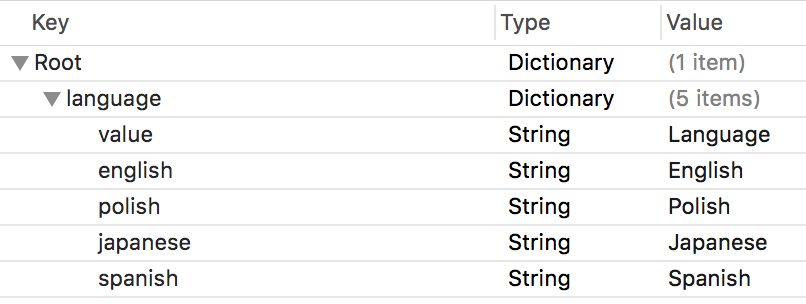 Key Type Value
Root Dictionary (1 item)
language Dictionary (5 items)
value String Language
english String English
polish String Polish
japanese String Japanese
spanish String Spanish